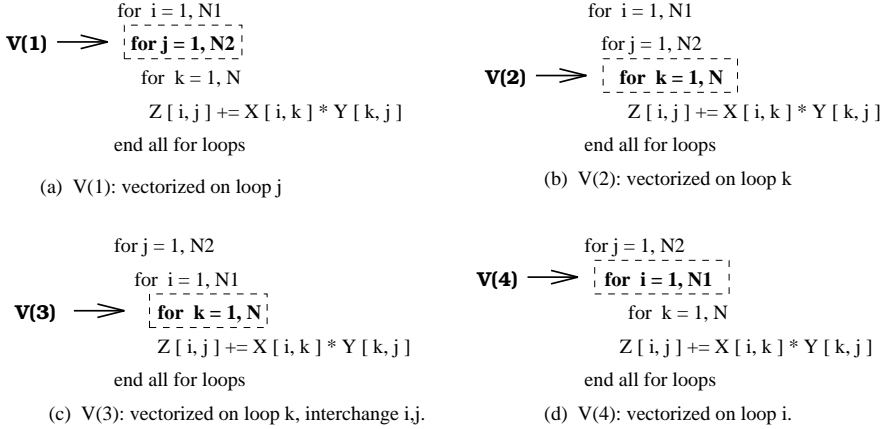 for i = 1, N1
V(1)
for j = 1, N2
for k = 1, N
Z [ i, j ] += X [ i, k ] * Y [ k, j ]
end all for loops
(a) V(1): vectorized on loop j
for i = 1, N1
for j = 1, N2
V(2)
for k = 1, N
Z [ i, j ] += X [ i, k ] * Y [ k, j ]
end all for loops
(b) V(2): vectorized on loop k
for j = 1, N2
for i = 1, N1
V(3)
for k = 1, N
Z [ i, j ] += X [ i, k ] * Y [ k, j ]
end all for loops
(c) V(3): vectorized on loop k, interchange i,j.
for j = 1, N2
V(4)
for i = 1, N1
for k = 1, N
Z [ i, j ] += X [ i, k ] * Y [ k, j ]
end all for loops
(d) V(4): vectorized on loop i.